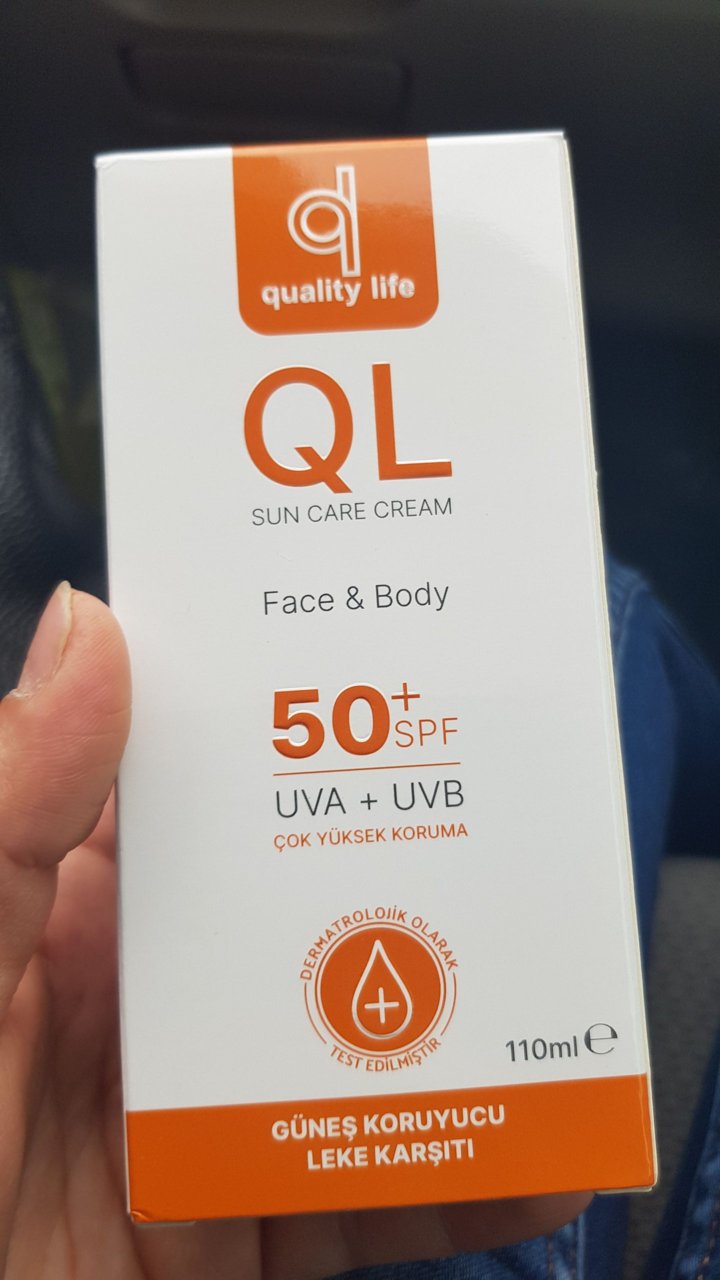 quality life
QL
SUN CARE CREAM
Face & Body
50+
SPF
UVA + UVB
ÇOK YÜKSEK KORUMA
DERMATROLOJİK OLARAK
TEST EDİLMİŞTİR
110ml ℮
GÜNEŞ KORUYUCU
LEKE KARŞITI